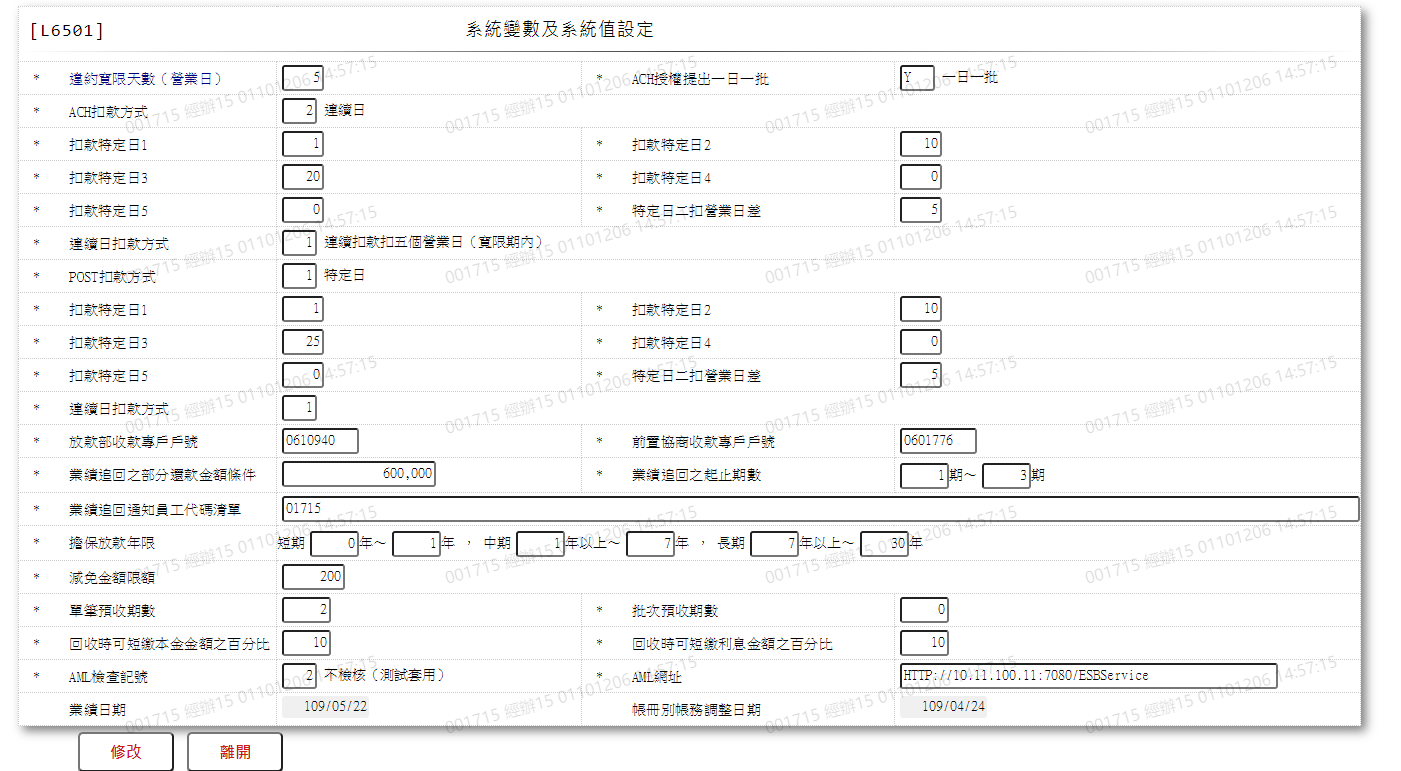 [L6501] 系統變數及系統值設定
* 違約寬限天數（營業日） 5 * ACH授權提出一日一批 Y 一日一批
* ACH扣款方式 2 連續日
* 扣款特定日1 1 * 扣款特定日2 10
* 扣款特定日3 20 * 扣款特定日4 0
* 扣款特定日5 0 * 特定日二扣營業日差 5
* 連續日扣款方式 1 連續扣款扣五個營業日（寬限期內）
* POST扣款方式 1 特定日
* 扣款特定日1 1 * 扣款特定日2 10
* 扣款特定日3 25 * 扣款特定日4 0
* 扣款特定日5 0 * 特定日二扣營業日差 5
* 連續日扣款方式 1
* 放款部收款專戶戶號 0610940 * 前置協商收款專戶戶號 0601776
* 業績追回之部分還款金額條件 600,000 * 業績追回之起止期數 1 期～ 3 期
* 業績追回通知員工代碼清單 01715
* 擔保放款年限 短期 0 年～ 1 年 ， 中期 1 年以上～ 7 年 ， 長期 7 年以上～ 30 年
* 減免金額限額 200
* 單筆預收期數 2 * 批次預收期數 0
* 回收時可短繳本金金額之百分比 10 * 回收時可短繳利息金額之百分比 10
* AML檢查記號 2 不檢核（測試套用） * AML網址 HTTP://10.11.100.11:7080/ESBService
業績日期 109/05/22 帳冊別帳務調整日期 109/04/24
修改 離開
001715 經辦15 01101206 14:57:15